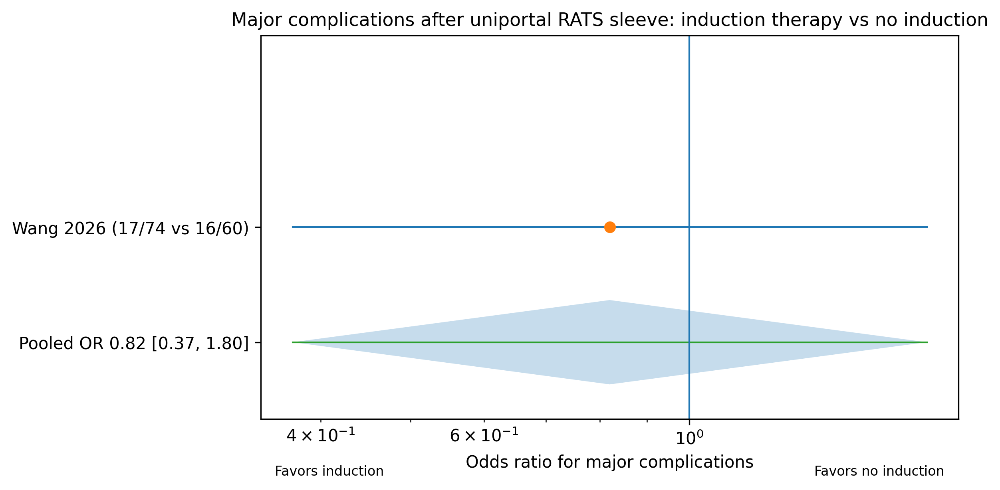 Major complications after uniportal RATS sleeve: induction therapy vs no induction
Wang 2026 (17/74 vs 16/60)
Pooled OR 0.82 [0.37, 1.80]
4 × 10⁻¹
6 × 10⁻¹
10⁰
Odds ratio for major complications
Favors induction
Favors no induction